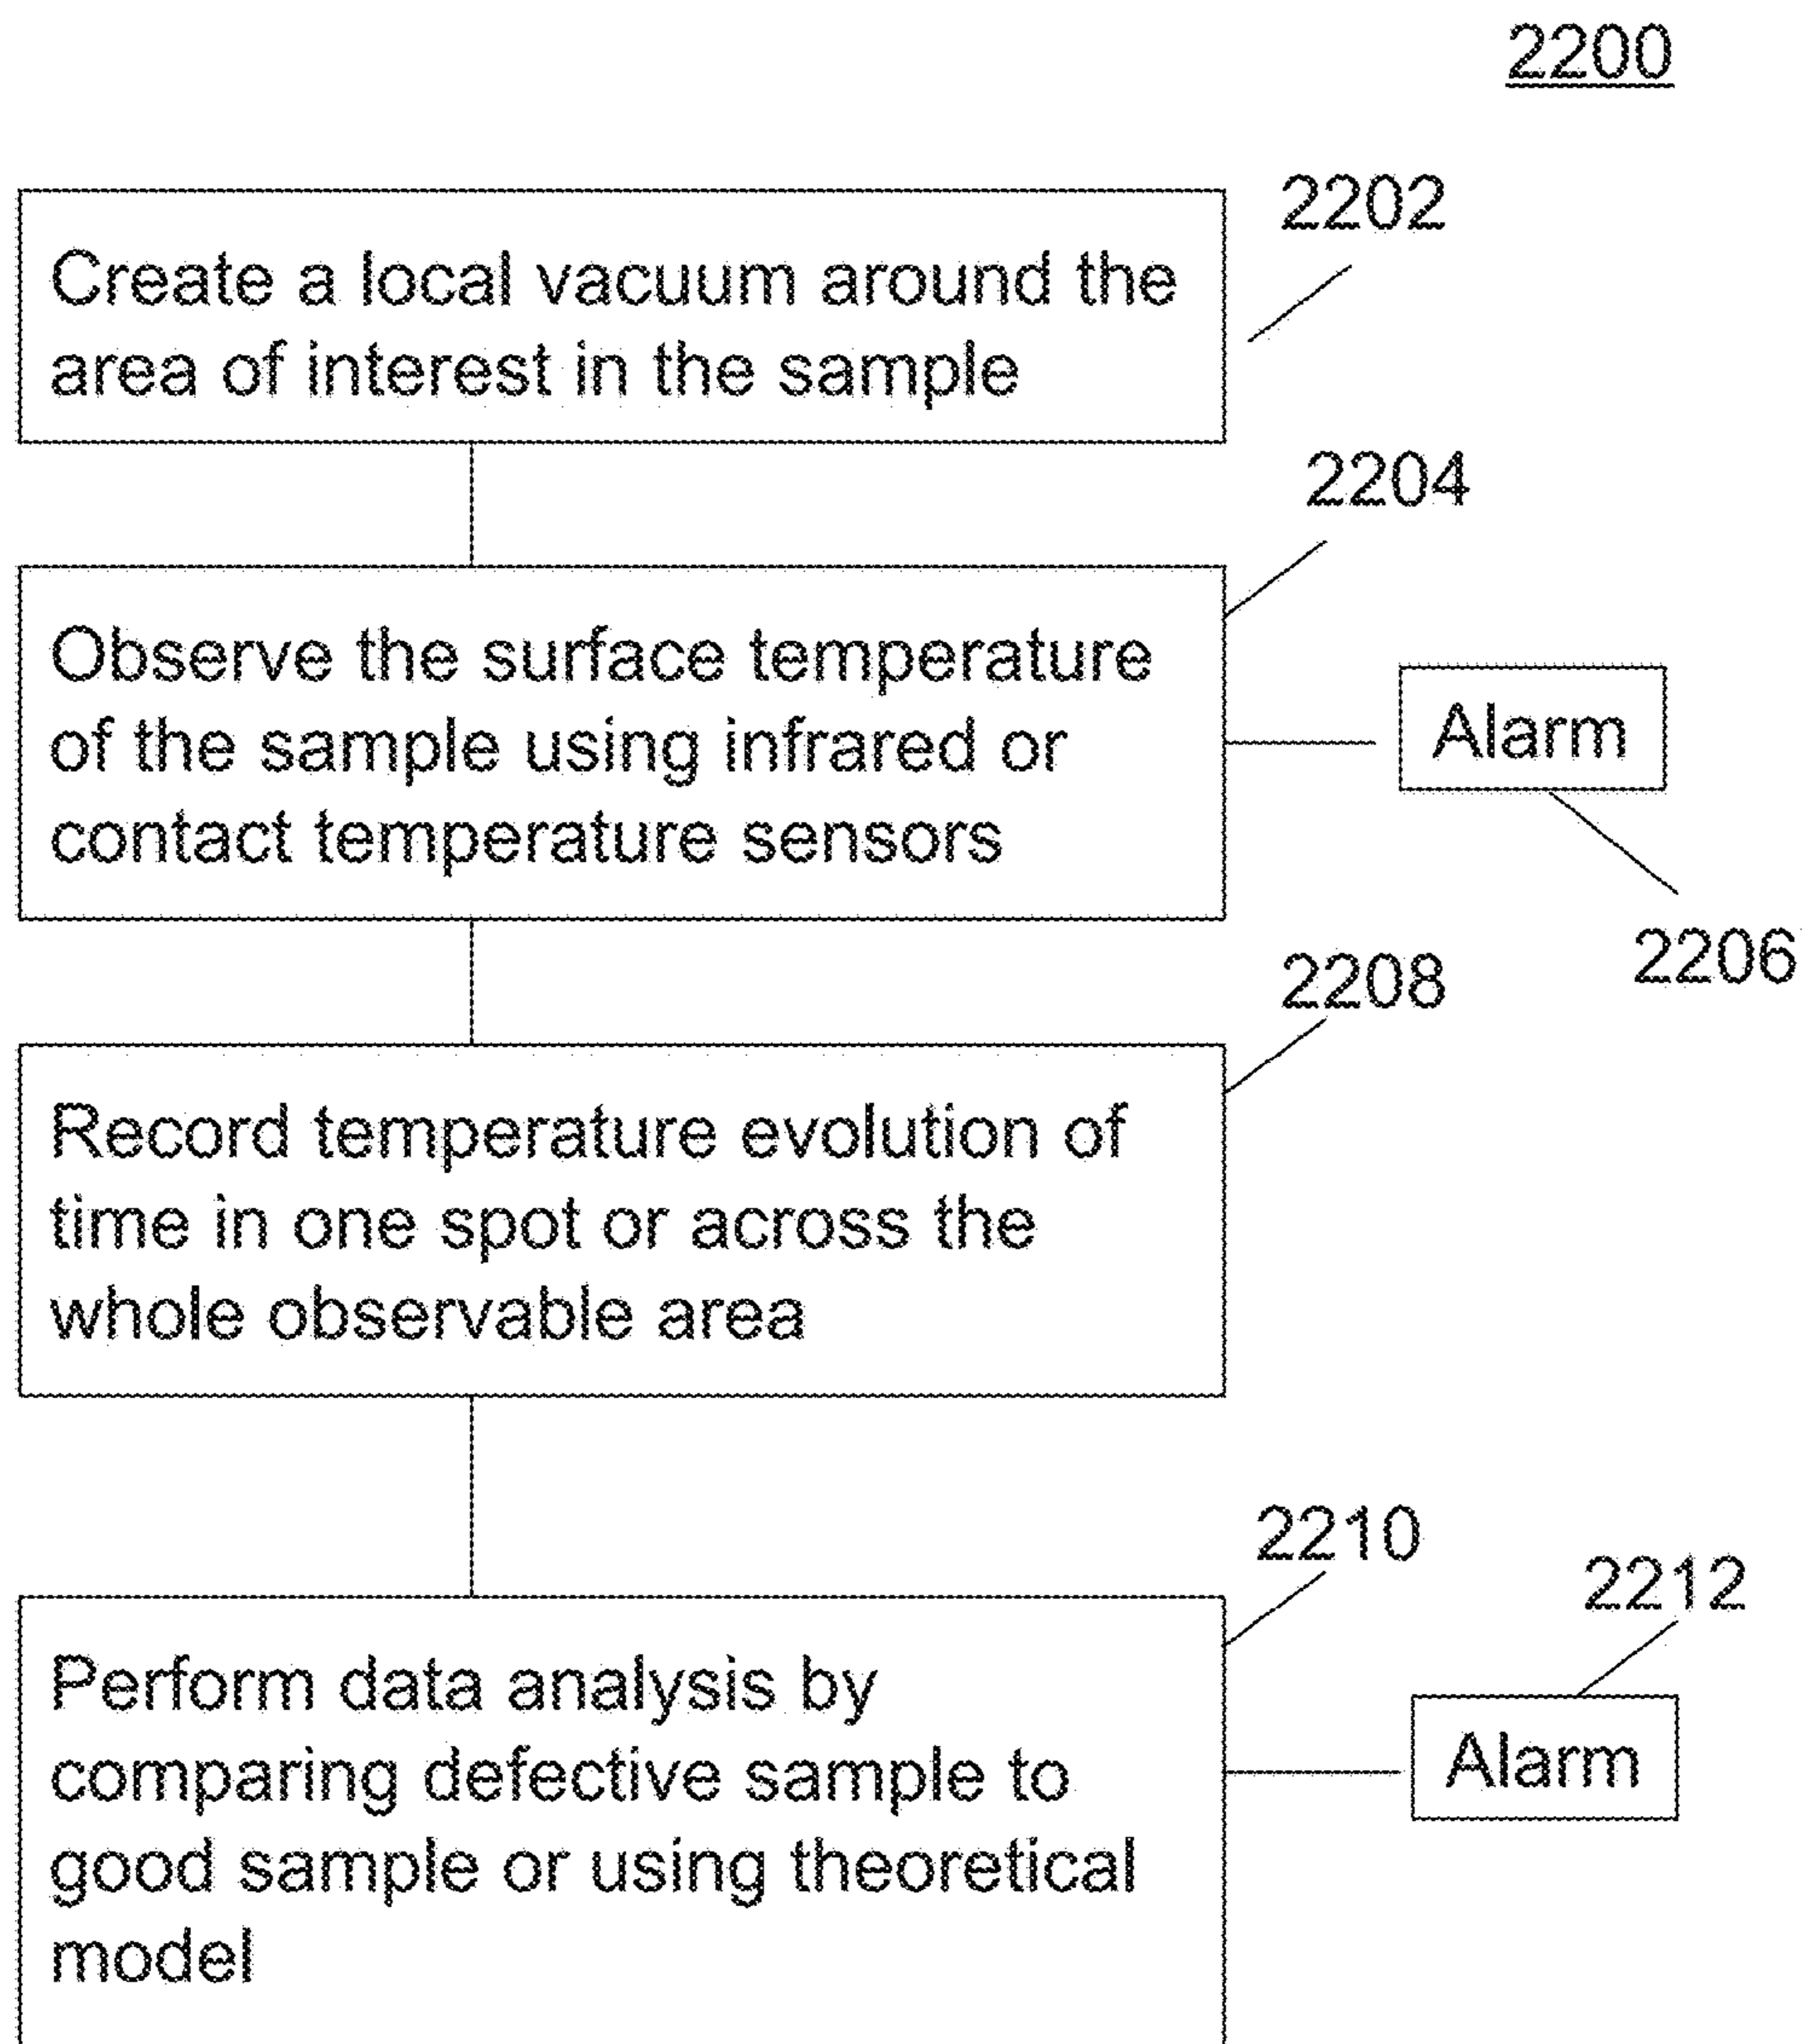 2200
2202
Create a local vacuum around the
area of interest in the sample
2204
Observe the surface temperature
of the sample using infrared or
contact temperature sensors
Alarm
2206
2208
Record temperature evolution of
time in one spot or across the
whole observable area
2210
2212
Perform data analysis by
comparing defective sample to
good sample or using theoretical
model
Alarm